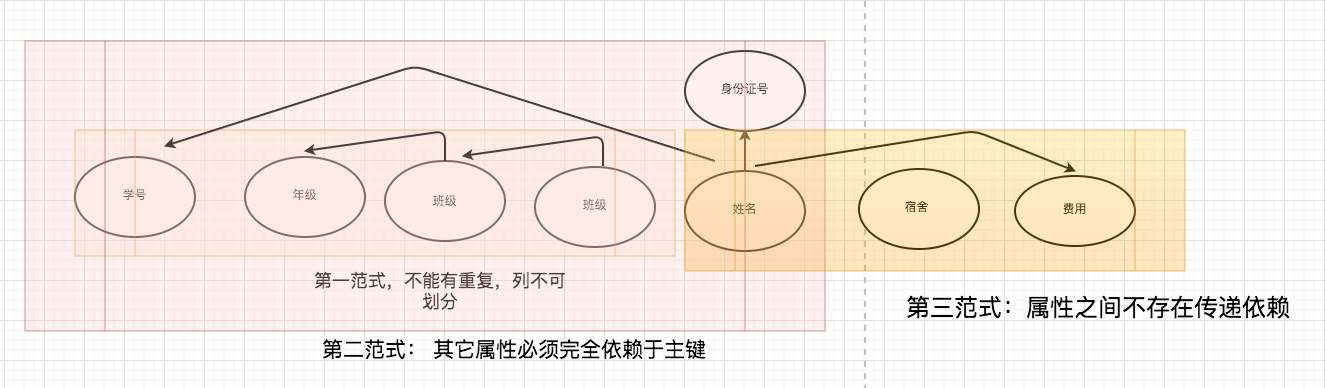 身份证号
学号
年级
班级
班级
姓名
宿舍
费用
第一范式，不能有重复，列不可
划分
第三范式：属性之间不存在传递依赖
第二范式： 其它属性必须完全依赖于主键